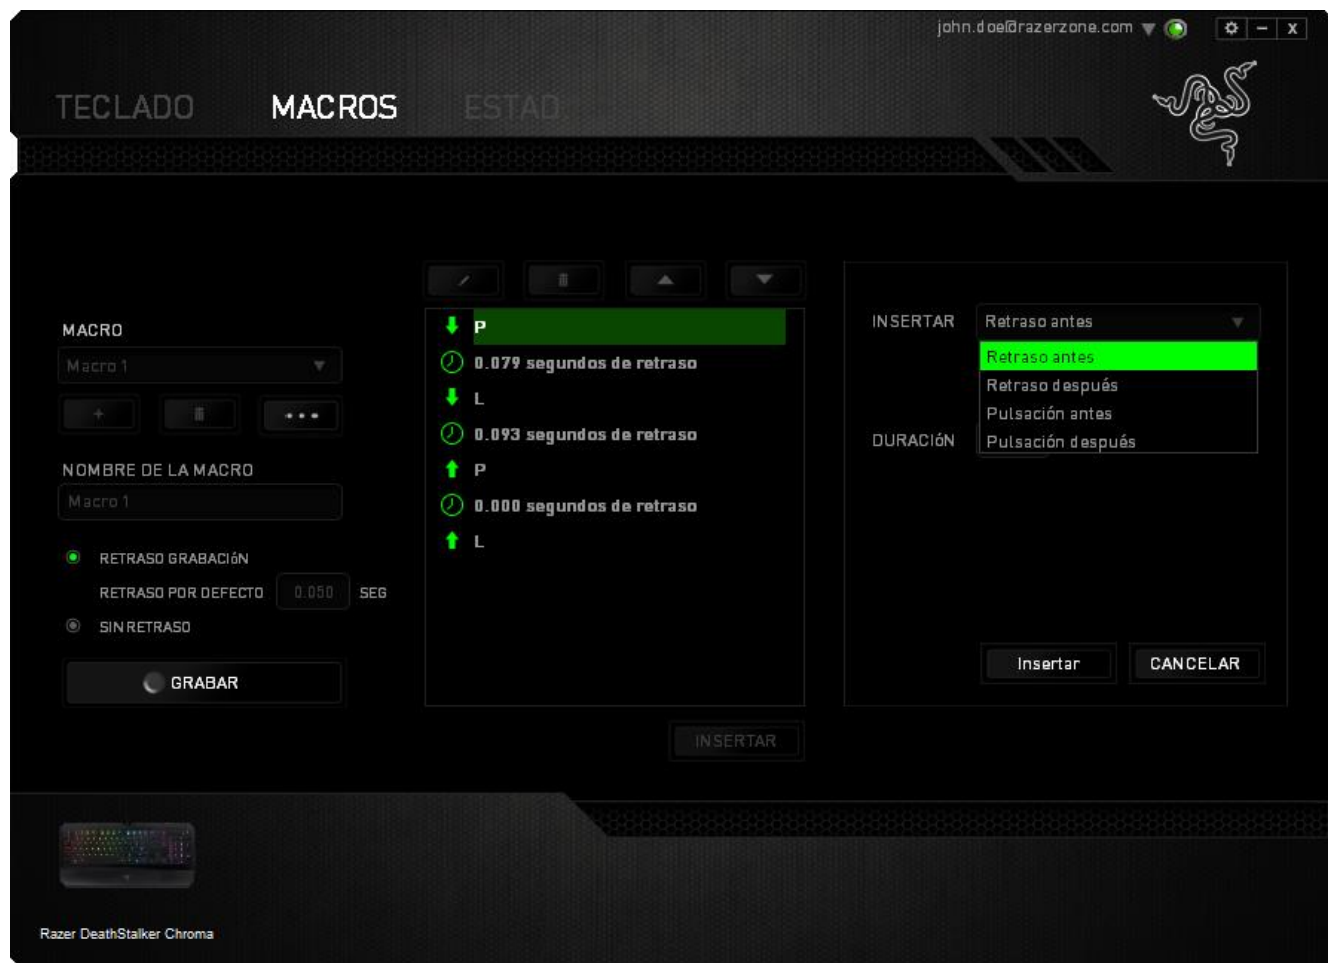 john.doe@razerzone.com
x
TECLADO MACROS ESTAD.
MACRO
Macro 1
NOMBRE DE LA MACRO
Macro 1
RETRASO GRABACIóN
RETRASO POR DEFECTO 0.050 SEG
SIN RETRASO
GRABAR
P
0.079 segundos de retraso
L
0.093 segundos de retraso
P
0.000 segundos de retraso
L
INSERTAR
INSERTAR Retraso antes
Retraso antes
Retraso después
Pulsación antes
Pulsación después
DURACIóN
Insertar CANCELAR
Razer DeathStalker Chroma